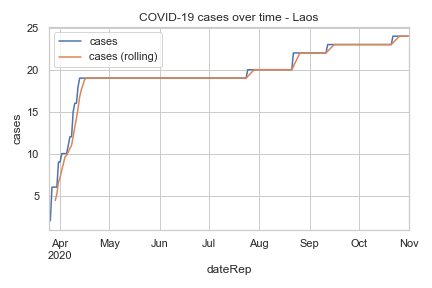 COVID-19 cases over time - Laos
cases
cases (rolling)
25
20
15
10
5
cases
Apr
2020
May
Jun
Jul
Aug
Sep
Oct
Nov
dateRep